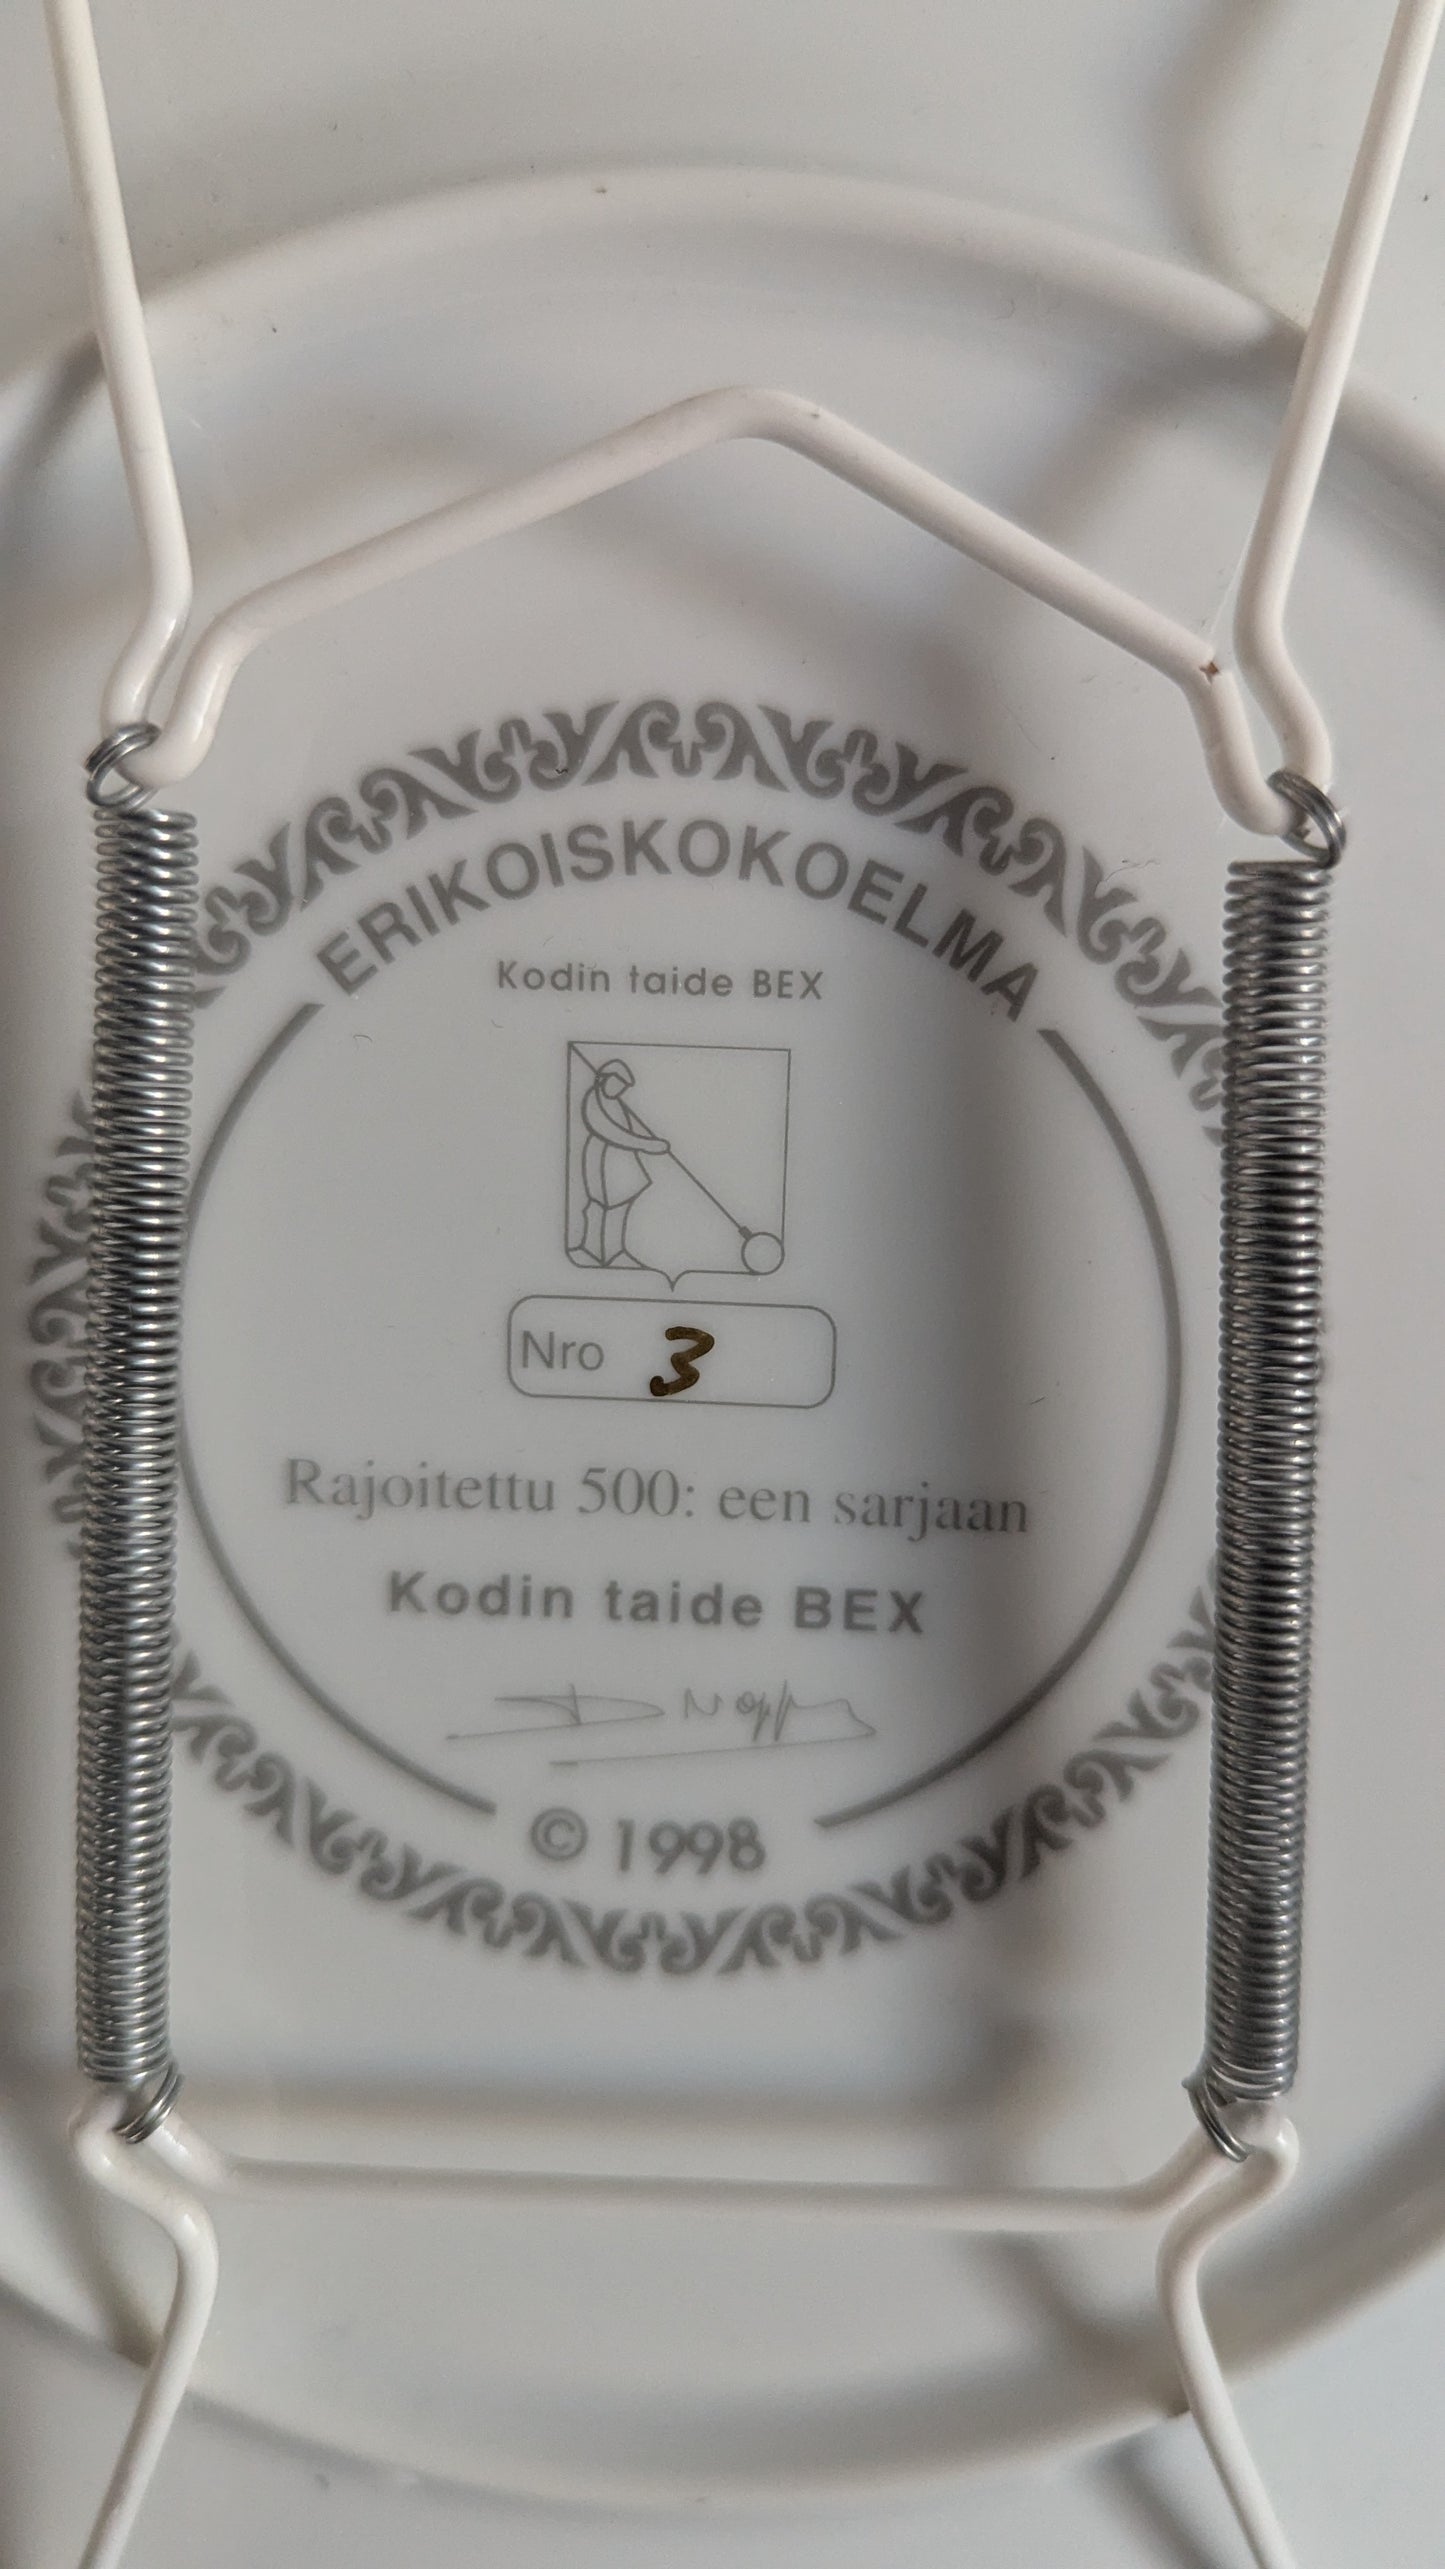 ERIKOISKOKOELMA
Kodin taide BEX
Nro 3
Rajoitettu 500: een sarjaan
Kodin taide BEX
© 1998